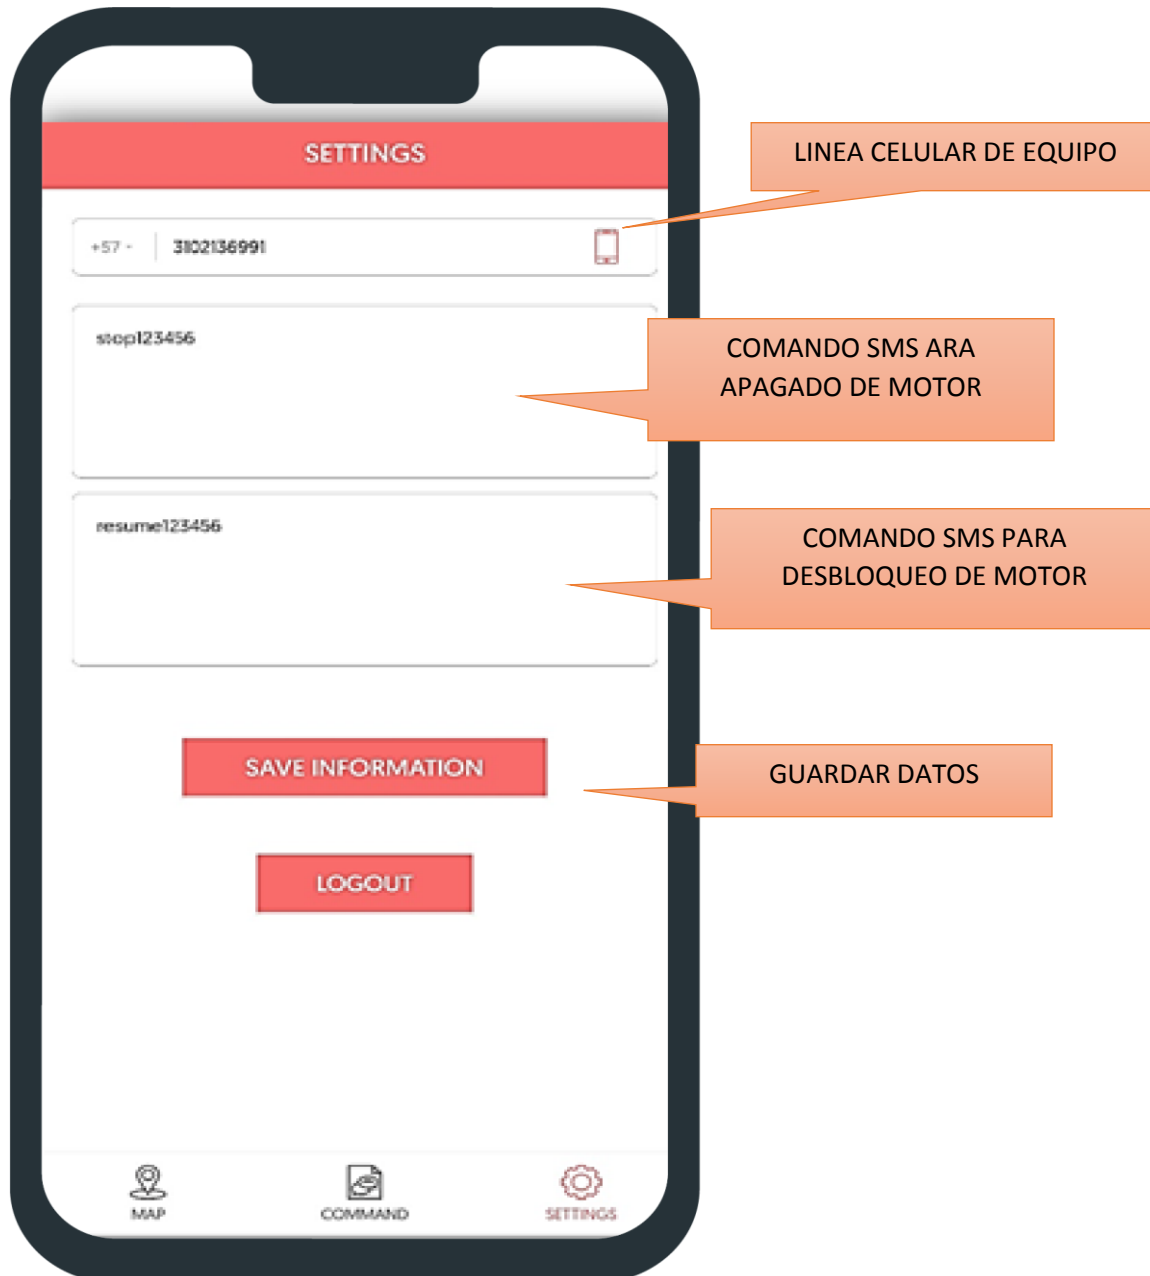 SETTINGS
LINEA CELULAR DE EQUIPO
+57 - 3102136991
stop123456
COMANDO SMS ARA
APAGADO DE MOTOR
resume123456
COMANDO SMS PARA
DESBLOQUEO DE MOTOR
SAVE INFORMATION
GUARDAR DATOS
LOGOUT
MAP
COMMAND
SETTINGS